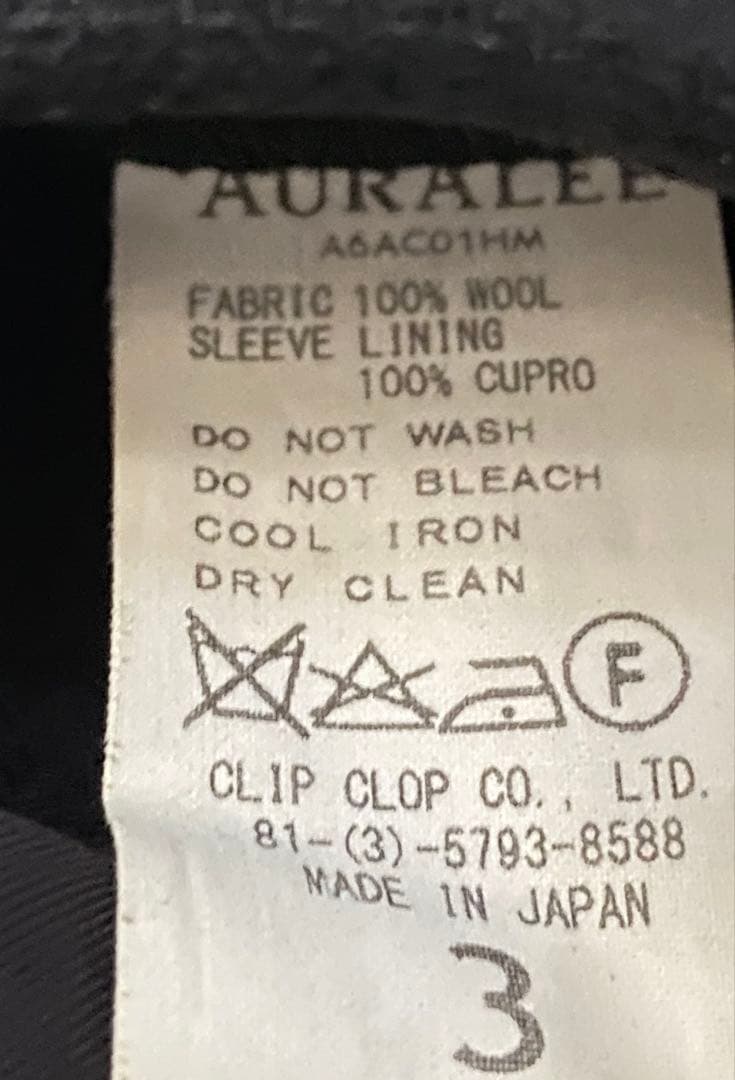 AURALEE
A6AC01HM
FABRIC 100% WOOL
SLEEVE LINING
100% CUPRO
DO NOT WASH
DO NOT BLEACH
COOL IRON
DRY CLEAN
F
CLIP CLOP CO., LTD.
81-(3)-5793-8588
MADE IN JAPAN
3